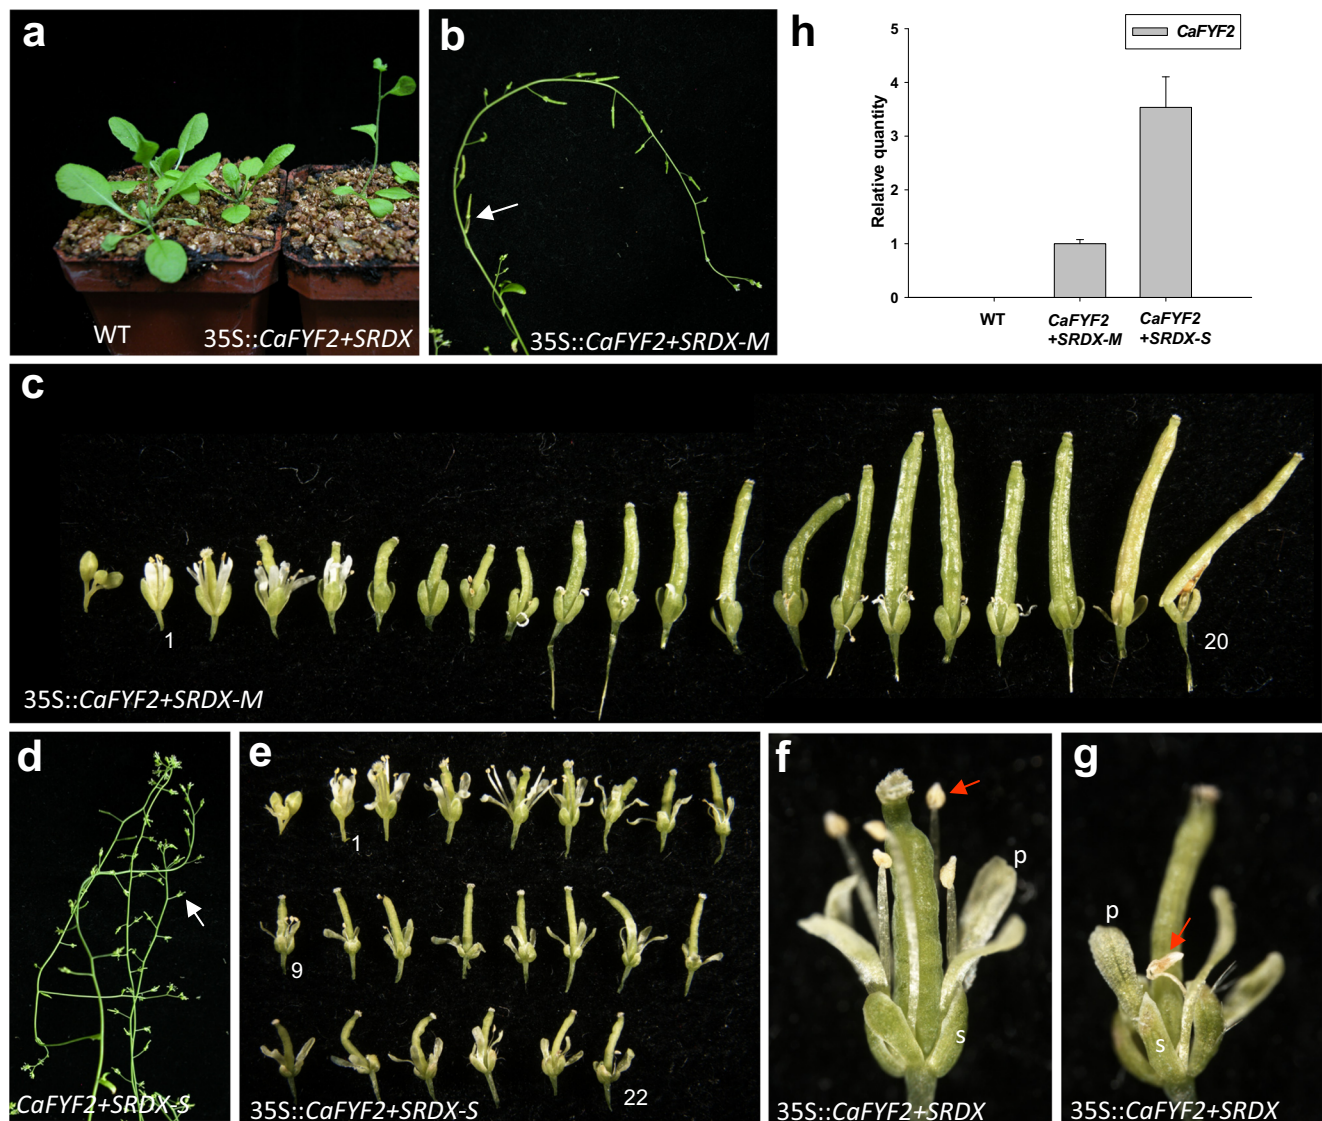 a
WT
35S::CaFYF2+SRDX
b
35S::CaFYF2+SRDX-M
h
CaFYF2
Relative quantity
5
4
3
2
1
0
WT
CaFYF2
+SRDX-M
CaFYF2
+SRDX-S
c
1
20
35S::CaFYF2+SRDX-M
d
CaFYF2+SRDX-S
e
1
9
22
35S::CaFYF2+SRDX-S
f
p
s
35S::CaFYF2+SRDX
g
p
s
35S::CaFYF2+SRDX